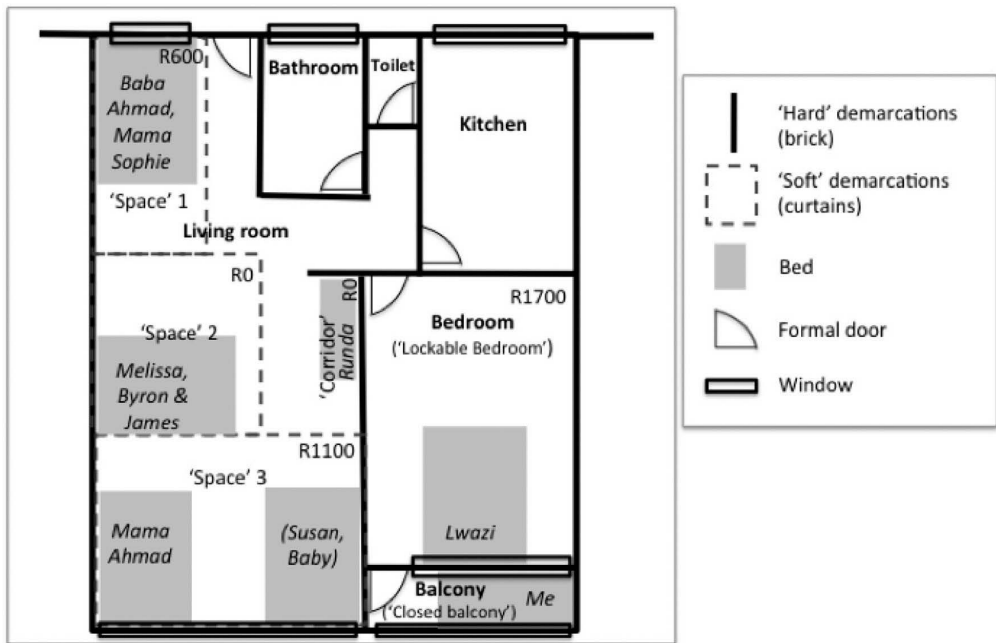 R600
Baba
Ahmad,
Mama
Sophie
‘Space’ 1
Bathroom
Toilet
Kitchen
Living room
R0
‘Space’ 2
Melissa,
Byron &
James
R0
‘Corridor’
Runda
R1700
Bedroom
(‘Lockable Bedroom’)
R1100
‘Space’ 3
Mama
Ahmad
(Susan,
Baby)
Lwazi
Balcony
(‘Closed balcony’)
Me
‘Hard’ demarcations
(brick)
‘Soft’ demarcations
(curtains)
Bed
Formal door
Window